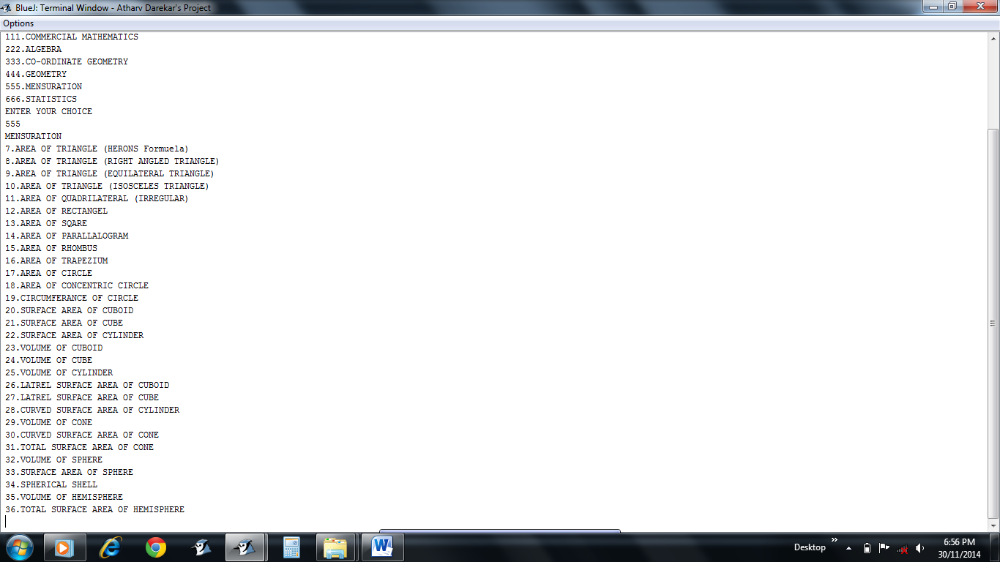 BlueJ: Terminal Window - Atharv Darekar's Project
Options
111.COMMERCIAL MATHEMATICS
222.ALGEBRA
333.CO-ORDINATE GEOMETRY
444.GEOMETRY
555.MENSURATION
666.STATISTICS
ENTER YOUR CHOICE
555
MENSURATION
7.AREA OF TRIANGLE (HERONS Formuela)
8.AREA OF TRIANGLE (RIGHT ANGLED TRIANGLE)
9.AREA OF TRIANGLE (EQUILATERAL TRIANGLE)
10.AREA OF TRIANGLE (ISOSCELES TRIANGLE)
11.AREA OF QUADRILATERAL (IRREGULAR)
12.AREA OF RECTANGEL
13.AREA OF SQARE
14.AREA OF PARALLALOGRAM
15.AREA OF RHOMBUS
16.AREA OF TRAPEZIUM
17.AREA OF CIRCLE
18.AREA OF CONCENTRIC CIRCLE
19.CIRCUMFERANCE OF CIRCLE
20.SURFACE AREA OF CUBOID
21.SURFACE AREA OF CUBE
22.SURFACE AREA OF CYLINDER
23.VOLUME OF CUBOID
24.VOLUME OF CUBE
25.VOLUME OF CYLINDER
26.LATREL SURFACE AREA OF CUBOID
27.LATREL SURFACE AREA OF CUBE
28.CURVED SURFACE AREA OF CYLINDER
29.VOLUME OF CONE
30.CURVED SURFACE AREA OF CONE
31.TOTAL SURFACE AREA OF CONE
32.VOLUME OF SPHERE
33.SURFACE AREA OF SPHERE
34.SPHERICAL SHELL
35.VOLUME OF HEMISPHERE
36.TOTAL SURFACE AREA OF HEMISPHERE
Desktop
6:56 PM
30/11/2014